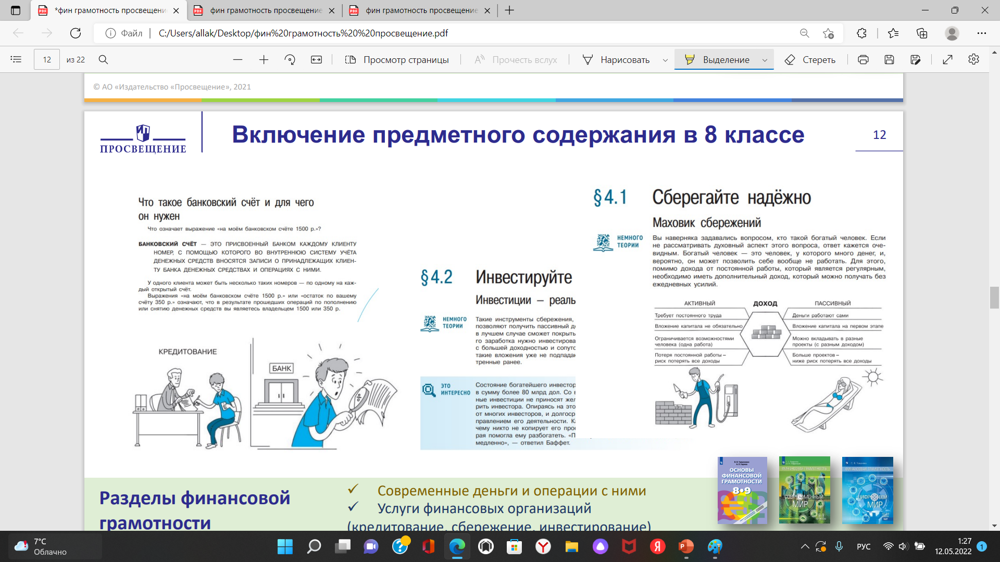 *фин грамотность просвещени
фин грамотность просвещение
фин грамотность просвещение
Файл
C:/Users/allak/Desktop/фин%20грамотность%20%20просвещение.pdf
12
из 22
Просмотр страницы
Прочесть вслух
Нарисовать
Выделение
Стереть
© АО «Издательство «Просвещение», 2021
ПРОСВЕЩЕНИЕ
Включение предметного содержания в 8 классе
12
Что такое банковский счёт и для чего
он нужен
Что означает выражение «на моём банковском счёте 1500 р.»?
БАНКОВСКИЙ СЧЁТ — ЭТО ПРИСВОЕННЫЙ БАНКОМ КАЖДОМУ КЛИЕНТУ
НОМЕР, С ПОМОЩЬЮ КОТОРОГО ВО ВНУТРЕННЮЮ СИСТЕМУ УЧЁТА
ДЕНЕЖНЫХ СРЕДСТВ ВНОСЯТСЯ ЗАПИСИ О ПРИНАДЛЕЖАЩИХ КЛИЕН-
ТУ БАНКА ДЕНЕЖНЫХ СРЕДСТВАХ И ОПЕРАЦИЯХ С НИМИ.
У одного клиента может быть несколько таких номеров — по одному на каж-
дый открытый счёт.
Выражения «на моём банковском счёте 1500 р.» или «остаток по вашему
счёту 350 р.» означают, что в результате прошедших операций по пополнению
или снятию денежных средств вы являетесь владельцем 1500 или 350 р.
КРЕДИТОВАНИЕ
БАНК
%
§ 4.2
Инвестируйте
Инвестиции – реаль
НЕМНОГО
ТЕОРИИ
Такие инструменты сбережения,
позволяют получить пассивный до
в лучшем случае сможет покрыть
го заработка нужно инвестирова
с большей доходностью и сопутс
такие вложения уже не подпадаю
тренные ранее.
ЭТО
ИНТЕРЕСНО
Состояние богатейшего инвестор
в сумму более 80 млрд дол. Со в
ные инвестиции не приносят жел
рить инвестора. Опираясь на это
от многих инвесторов, и долгоср
правлением его деятельности. Ка
чему никто не копирует его прос
рая помогла ему разбогатеть. «П
медленно», — ответил Баффет.
§ 4.1
Сберегайте надёжно
Маховик сбережений
НЕМНОГО
ТЕОРИИ
Вы наверняка задавались вопросом, кто такой богатый человек. Если
не рассматривать духовный аспект этого вопроса, ответ кажется оче-
видным. Богатый человек — это человек, у которого много денег, и,
вероятно, он может позволить себе вообще не работать. Для этого,
помимо дохода от постоянной работы, который является регулярным,
необходимо иметь дополнительный доход, который можно получать без
ежедневных усилий.
АКТИВНЫЙ
ДОХОД
ПАССИВНЫЙ
Требует постоянного труда
Деньги работают сами
Вложение капитала не обязательно
Вложение капитала на первом этапе
Ограничивается возможностями
человека (одна работа)
Можно вкладывать в разные
проекты (с разным доходом)
Потеря постоянной работы –
риск потерять все доходы
Больше проектов –
ниже риск потерять все доходы
ОСНОВЫ
ФИНАНСОВОЙ
ГРАМОТНОСТИ
8•9
ФИНАНСОВАЯ ГРАМОТНОСТЬ
СОВРЕМЕННЫЙ
МИР
ФИНАНСОВАЯ ГРАМОТНОСТЬ
ЦИФРОВОЙ
МИР
Разделы финансовой
грамотности
✓ Современные деньги и операции с ними
✓ Услуги финансовых организаций
(кредитование, сбережение, инвестирование)
7°C
Облачно
РУС
1:27
12.05.2022
1